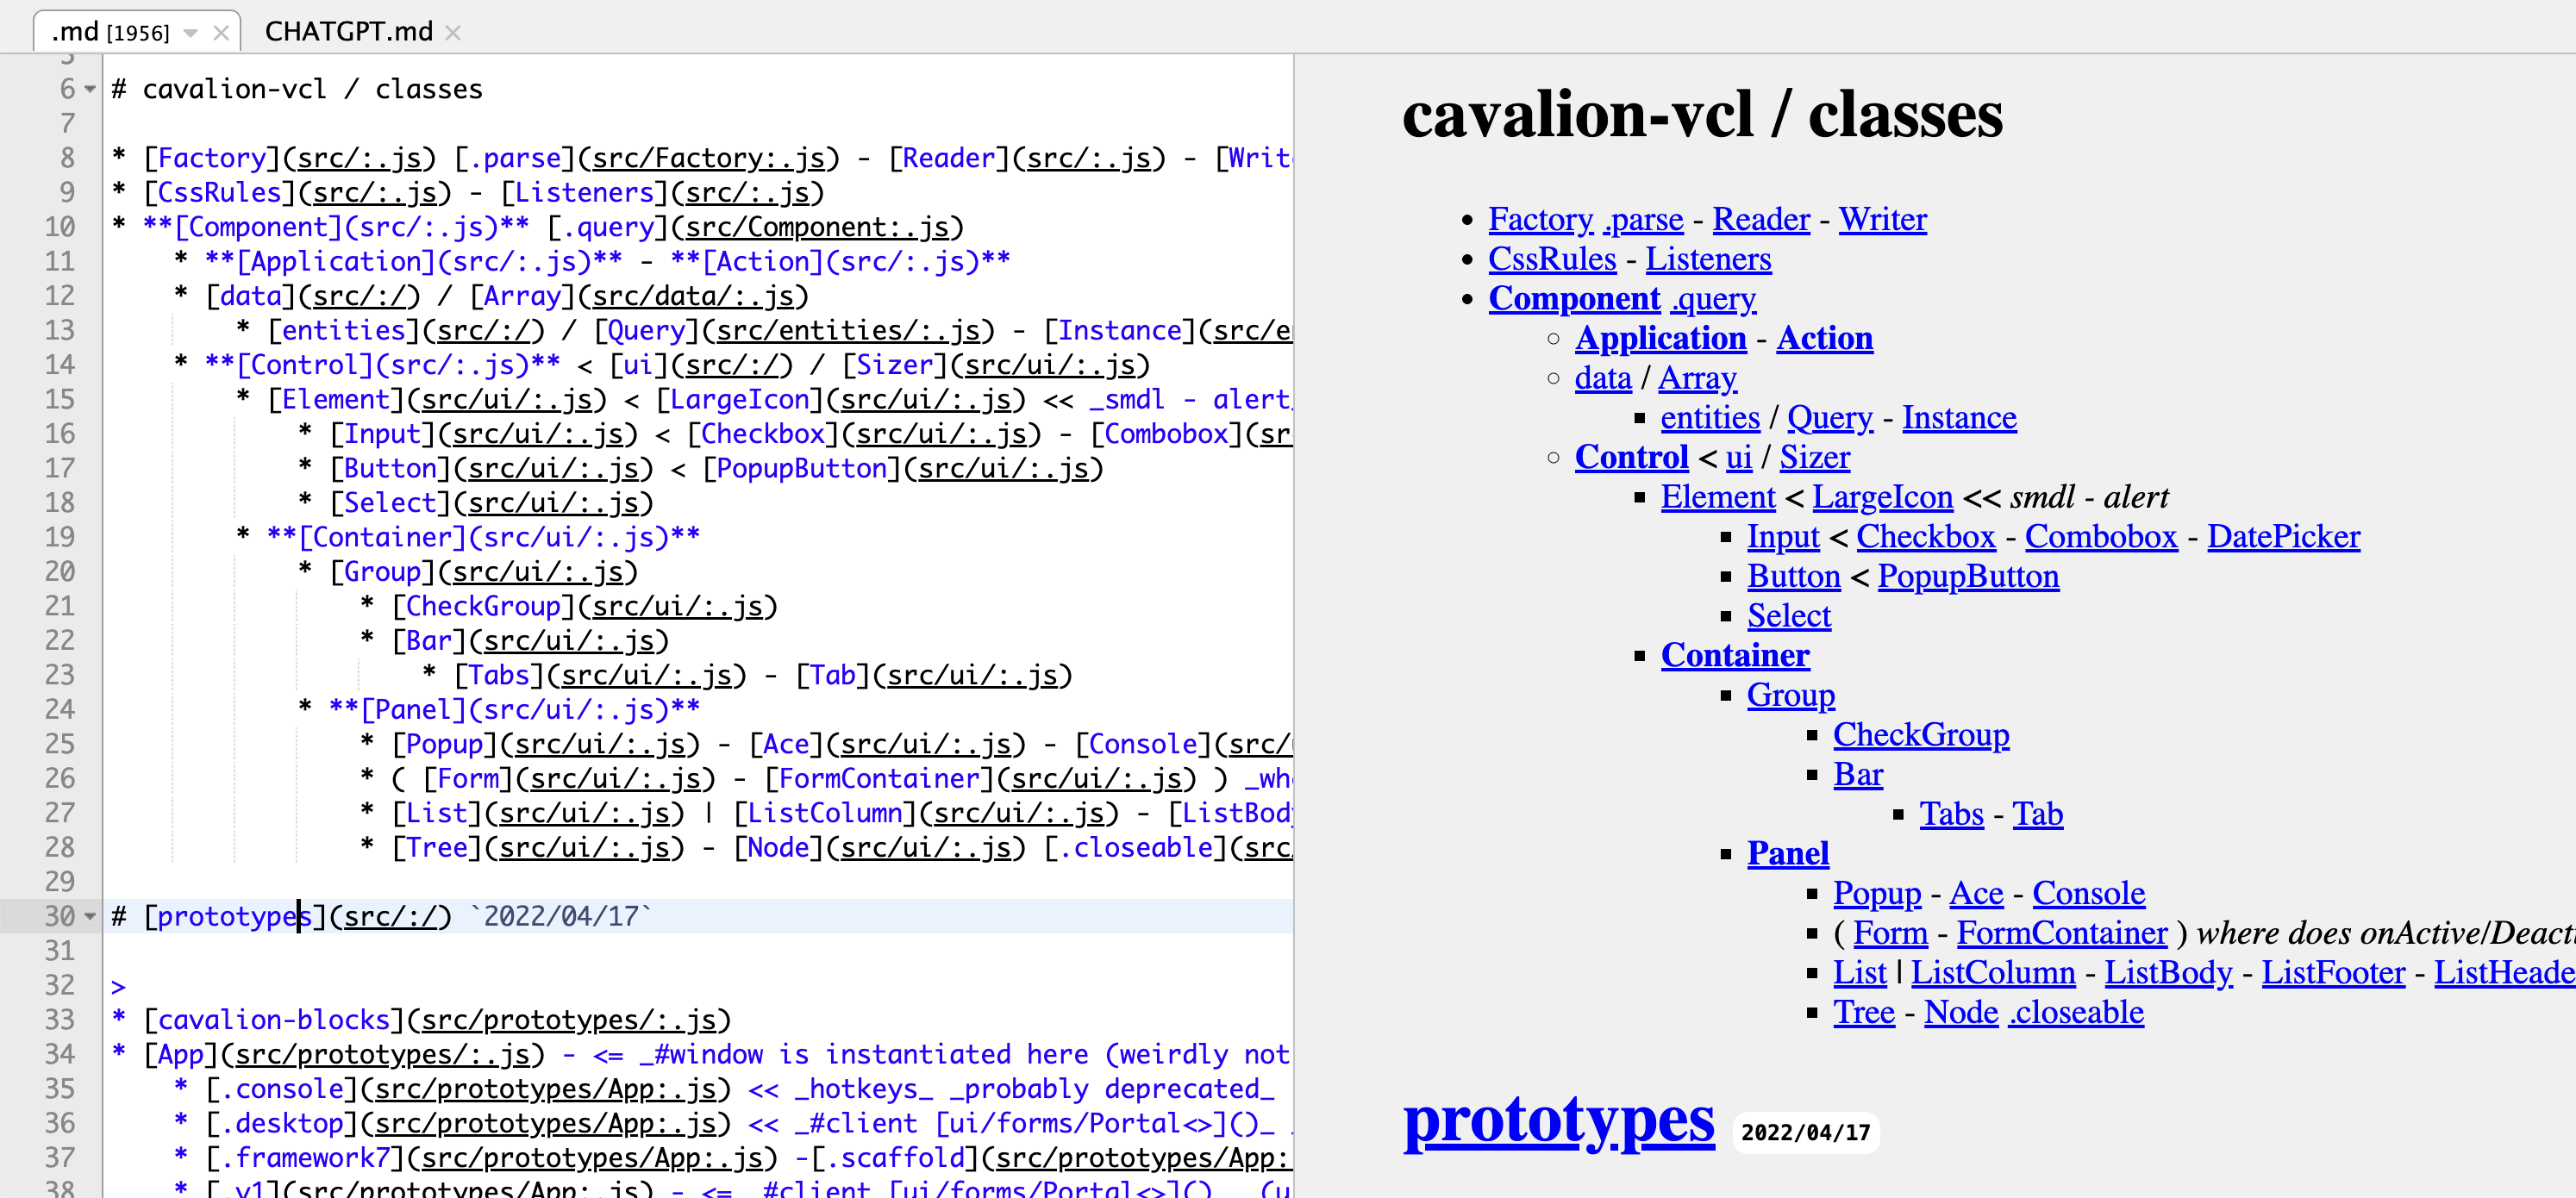 .md [1956]
CHATGPT.md
5
6 # cavalion-vcl / classes
7
8 * [Factory](src/:.js) [.parse](src/Factory:.js) - [Reader](src/:.js) - [Writ
9 * [CssRules](src/:.js) - [Listeners](src/:.js)
10 * **[Component](src/:.js)** [.query](src/Component:.js)
11 * **[Application](src/:.js)** - **[Action](src/:.js)**
12 * [data](src/:/) / [Array](src/data/:.js)
13 * [entities](src/:/) / [Query](src/entities/:.js) - [Instance](src/en
14 * **[Control](src/:.js)** < [ui](src/:/) / [Sizer](src/ui/:.js)
15 * [Element](src/ui/:.js) < [LargeIcon](src/ui/:.js) << _smdl - alert_
16 * [Input](src/ui/:.js) < [Checkbox](src/ui/:.js) - [Combobox](sr
17 * [Button](src/ui/:.js) < [PopupButton](src/ui/:.js)
18 * [Select](src/ui/:.js)
19 * **[Container](src/ui/:.js)**
20 * [Group](src/ui/:.js)
21 * [CheckGroup](src/ui/:.js)
22 * [Bar](src/ui/:.js)
23 * [Tabs](src/ui/:.js) - [Tab](src/ui/:.js)
24 * **[Panel](src/ui/:.js)**
25 * [Popup](src/ui/:.js) - [Ace](src/ui/:.js) - [Console](src/u
26 * ( [Form](src/ui/:.js) - [FormContainer](src/ui/:.js) ) _wh
27 * [List](src/ui/:.js) | [ListColumn](src/ui/:.js) - [ListBod
28 * [Tree](src/ui/:.js) - [Node](src/ui/:.js) [.closeable](src
29
30 # [prototypes](src/:/) `2022/04/17`
31
32 >
33 * [cavalion-blocks](src/prototypes/:.js)
34 * [App](src/prototypes/:.js) - <= _#window is instantiated here (weirdly not
35 * [.console](src/prototypes/App:.js) << _hotkeys_ _probably deprecated_
36 * [.desktop](src/prototypes/App:.js) << _#client [ui/forms/Portal<>]()_
37 * [.framework7](src/prototypes/App:.js) -[.scaffold](src/prototypes/App:.
38 * [.v1](src/prototypes/App:.js) - <= _#client [ui/forms/Portal<>]()_ (u
cavalion-vcl / classes
• Factory .parse - Reader - Writer
• CssRules - Listeners
• Component .query
◦ Application - Action
◦ data / Array
▪ entities / Query - Instance
◦ Control < ui / Sizer
▪ Element < LargeIcon << smdl - alert
▪ Input < Checkbox - Combobox - DatePicker
▪ Button < PopupButton
▪ Select
▪ Container
▪ Group
▪ CheckGroup
▪ Bar
▪ Tabs - Tab
▪ Panel
▪ Popup - Ace - Console
▪ ( Form - FormContainer ) where does onActive/Deacti
▪ List | ListColumn - ListBody - ListFooter - ListHeade
▪ Tree - Node .closeable
prototypes 2022/04/17